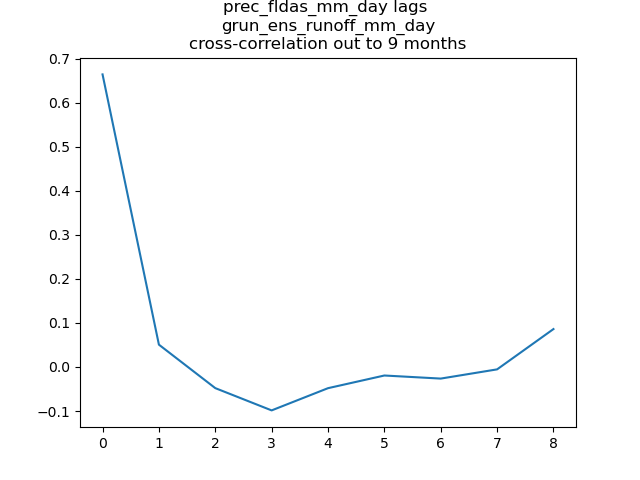 prec_fldas_mm_day lags
grun_ens_runoff_mm_day
cross-correlation out to 9 months
0.7
0.6
0.5
0.4
0.3
0.2
0.1
0.0
−0.1
0 1 2 3 4 5 6 7 8